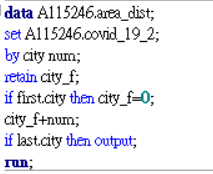 data A115246.area_dist;
set A115246.covid_19_2;
by city num;
retain city_f;
if first.city then city_f=0;
city_f+num;
if last.city then output;
run;